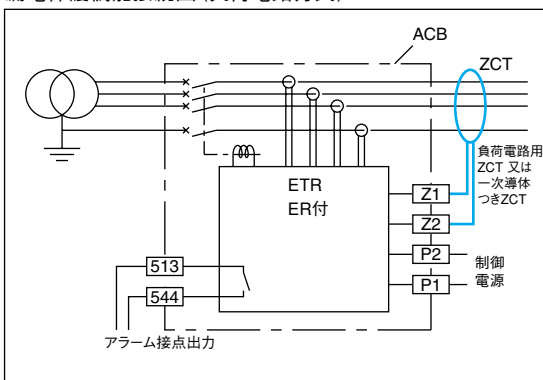 ACB
ZCT
負荷電路用
ZCT 又は
一次導体
つきZCT
ETR
ER付
Z1
Z2
P2
P1
制御
電源
513
544
アラーム接点出力